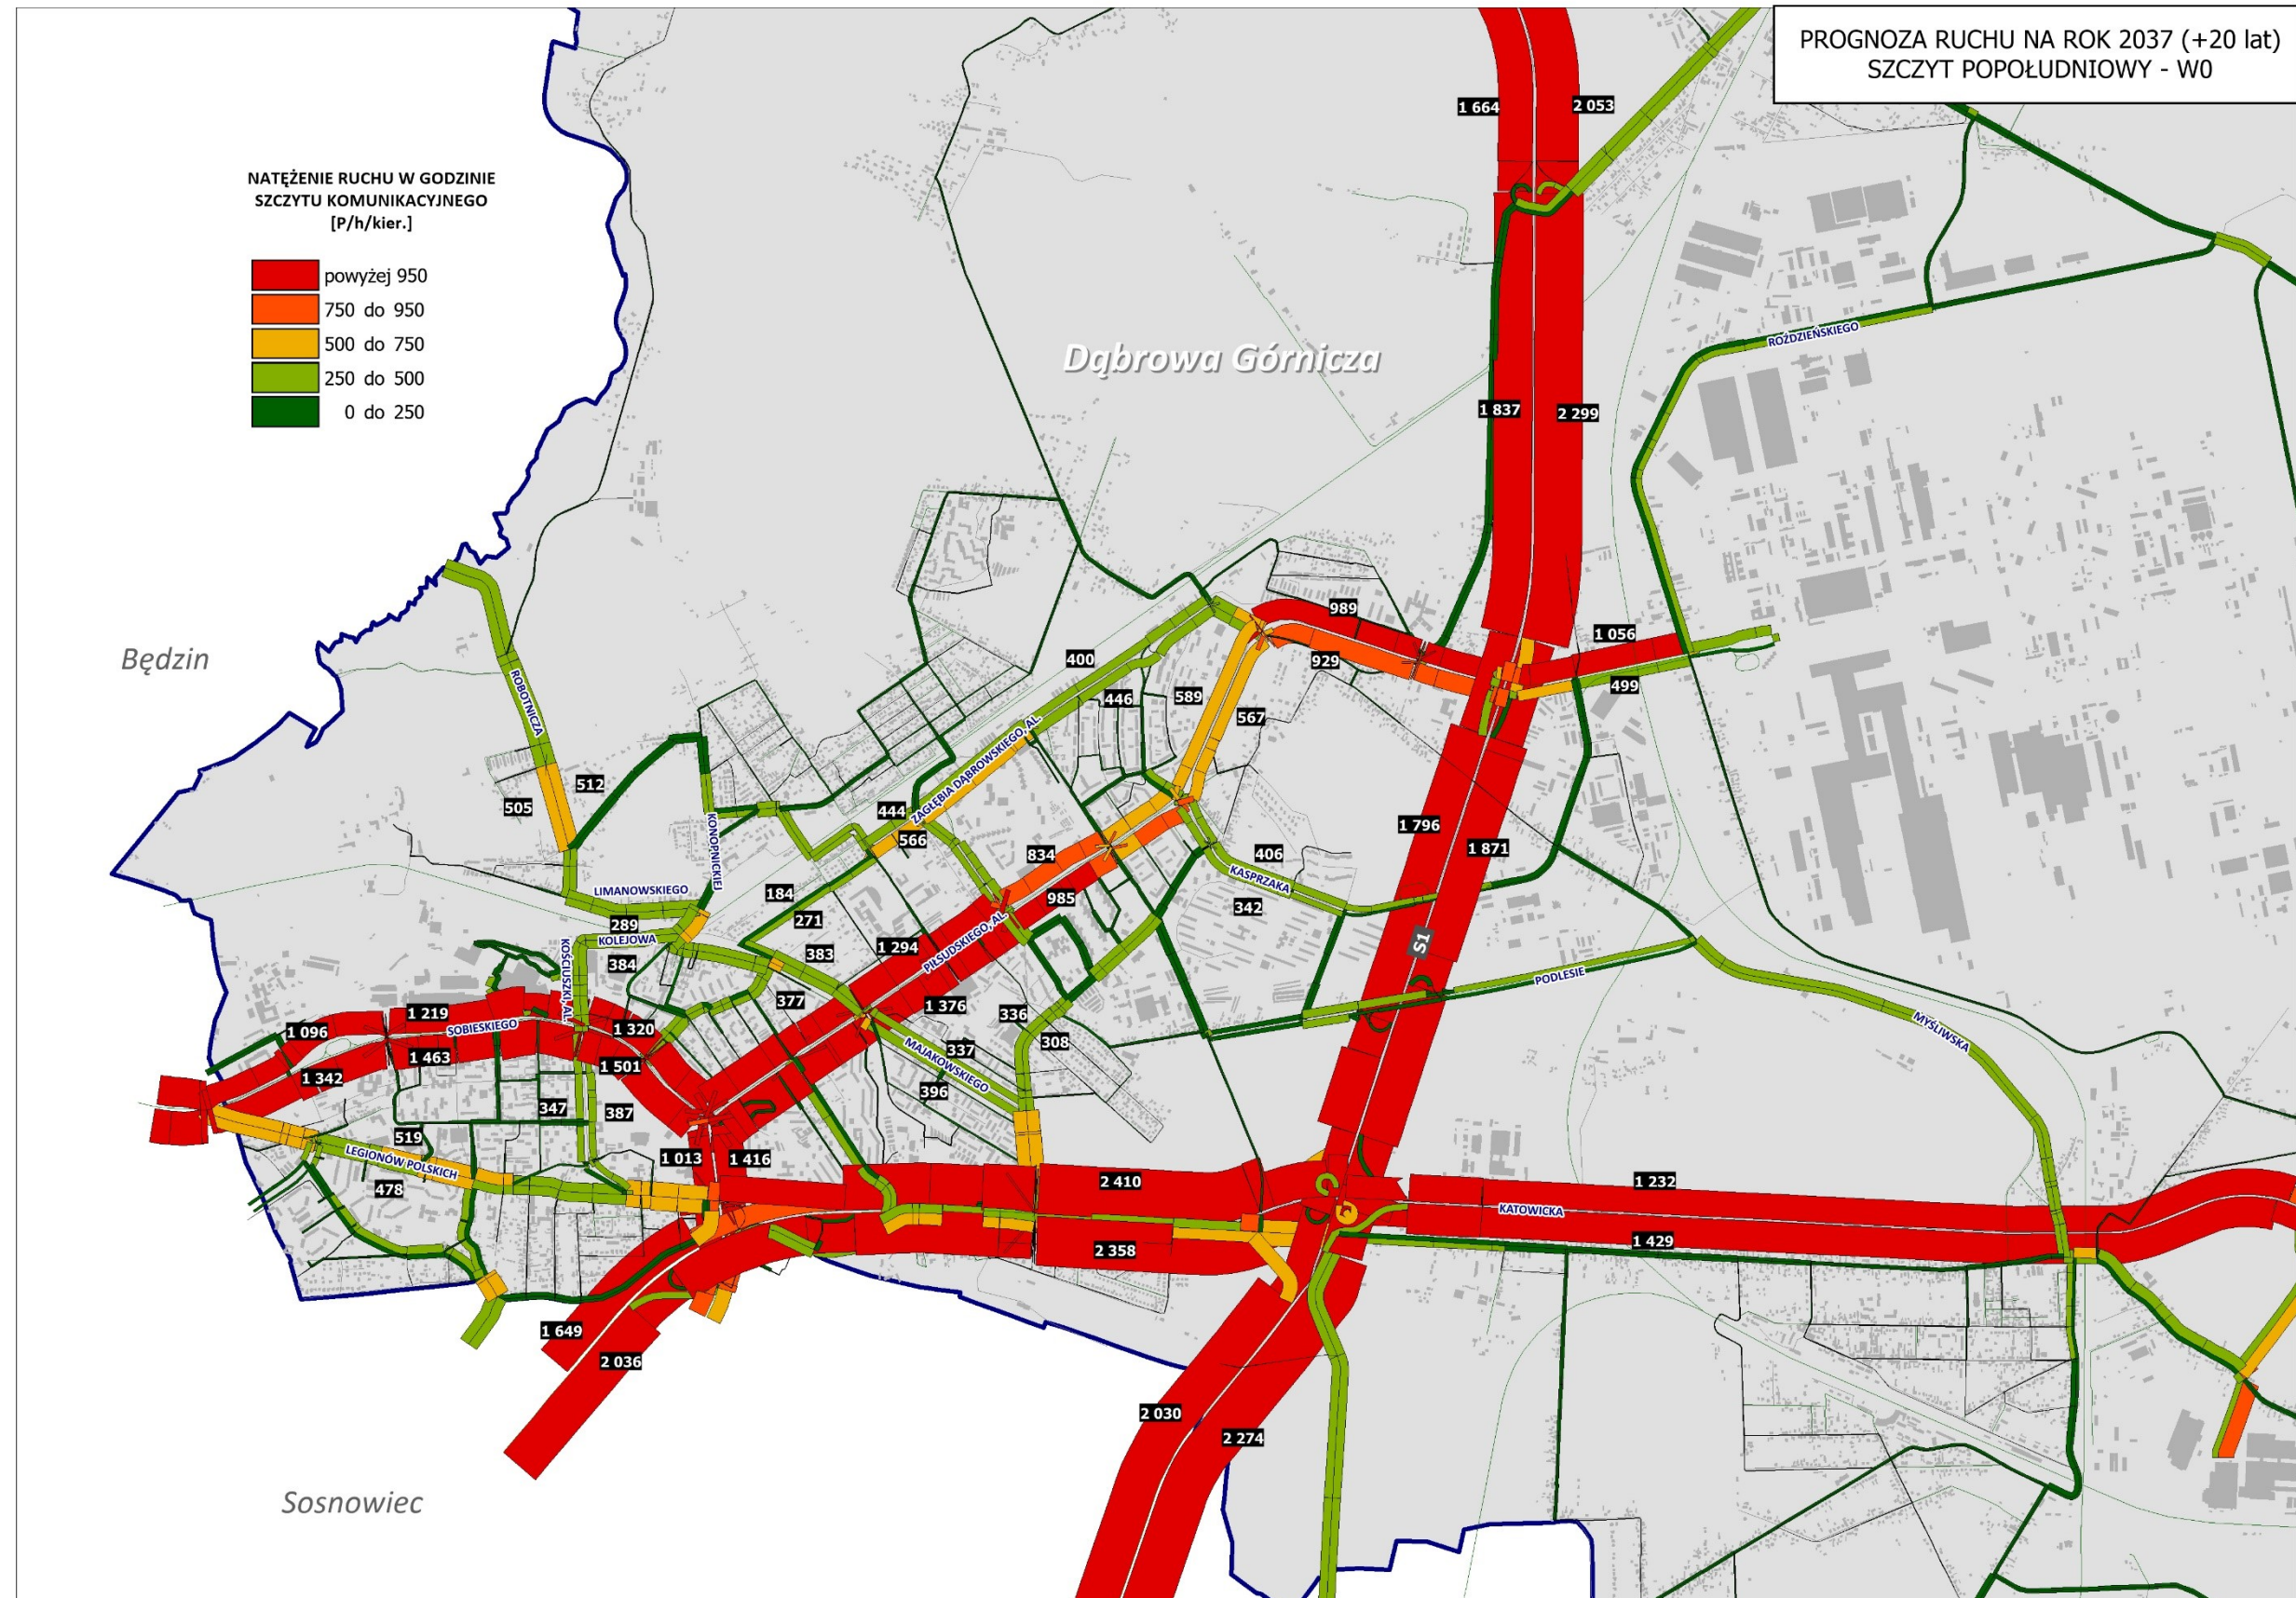 PROGNOZA RUCHU NA ROK 2037 (+20 lat)
SZCZYT POPOŁUDNIOWY - W0
1 664
2 053
NATĘŻENIE RUCHU W GODZINIE
SZCZYTU KOMUNIKACYJNEGO
[P/h/kier.]
powyżej 950
750 do 950
500 do 750
250 do 500
0 do 250
ROŹDZIEŃSKIEGO
Dąbrowa Górnicza
1 837
2 299
989
1 056
Będzin
400
929
499
446
589
567
ROBOTNICZA
ZAGŁĘBIA DĄBROWSKIEGO, AL.
512
505
444
566
KONOPNICKIEJ
1 796
1 871
834
406
KASPRZAKA
342
LIMANOWSKIEGO
184
985
271
289
KOLEJOWA
KOŚCIUSZKI, AL.
384
383
1 294
PIŁSUDSKIEGO, AL.
S1
PODLESIE
377
1 376
336
1 219
1 096
SOBIESKIEGO
1 320
308
MYŚLIWSKA
1 463
337
MAJAKOWSKIEGO
1 342
1 501
396
347
387
519
LEGIONÓW POLSKICH
1 013
1 416
478
2 410
1 232
KATOWICKA
2 358
1 429
1 649
2 036
2 030
2 274
Sosnowiec